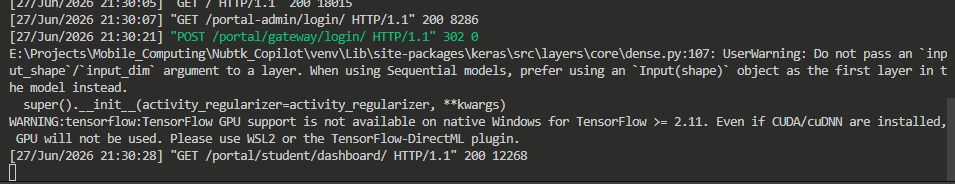 [27/Jun/2026 21:30:05] "GET / HTTP/1.1" 200 18015
[27/Jun/2026 21:30:07] "GET /portal-admin/login/ HTTP/1.1" 200 8286
[27/Jun/2026 21:30:21] "POST /portal/gateway/login/ HTTP/1.1" 302 0
E:\Projects\Mobile_Computing\Nubtk_Copilot\venv\Lib\site-packages\keras\src\layers\core\dense.py:107: UserWarning: Do not pass an `inp
ut_shape`/`input_dim` argument to a layer. When using Sequential models, prefer using an `Input(shape)` object as the first layer in t
he model instead.
  super().__init__(activity_regularizer=activity_regularizer, **kwargs)
WARNING:tensorflow:TensorFlow GPU support is not available on native Windows for TensorFlow >= 2.11. Even if CUDA/cuDNN are installed,
 GPU will not be used. Please use WSL2 or the TensorFlow-DirectML plugin.
[27/Jun/2026 21:30:28] "GET /portal/student/dashboard/ HTTP/1.1" 200 12268